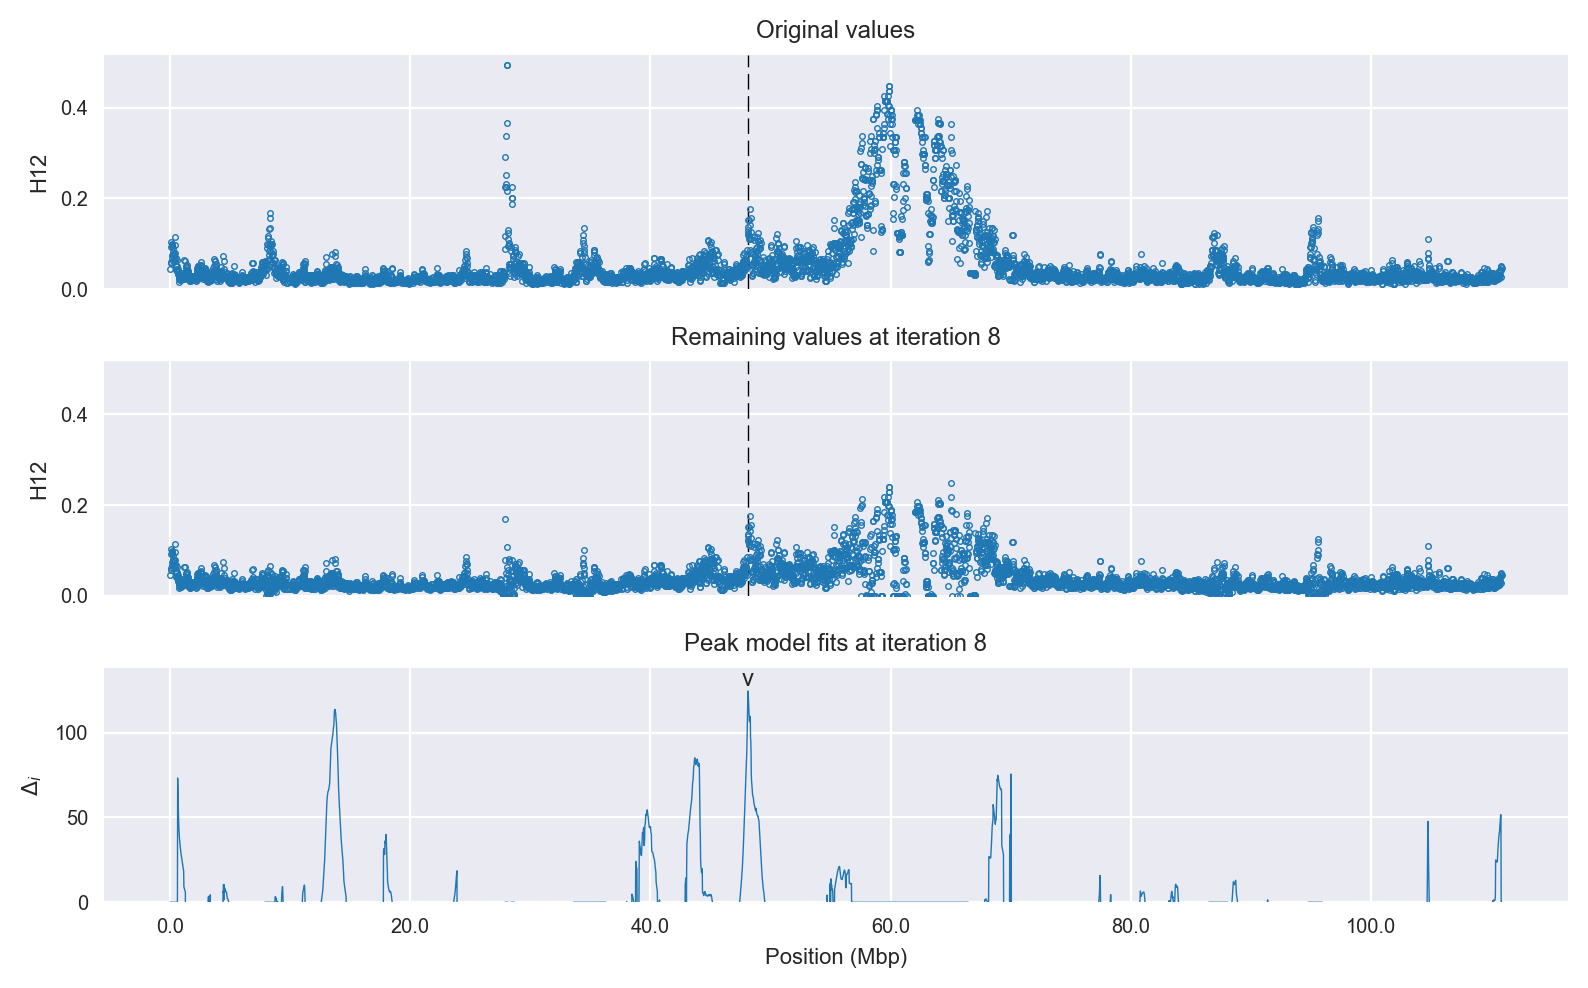 Original values
0.4
0.2
0.0
H12
Remaining values at iteration 8
0.4
0.2
0.0
H12
Peak model fits at iteration 8
v
100
50
0
Δi
0.0 20.0 40.0 60.0 80.0 100.0
Position (Mbp)